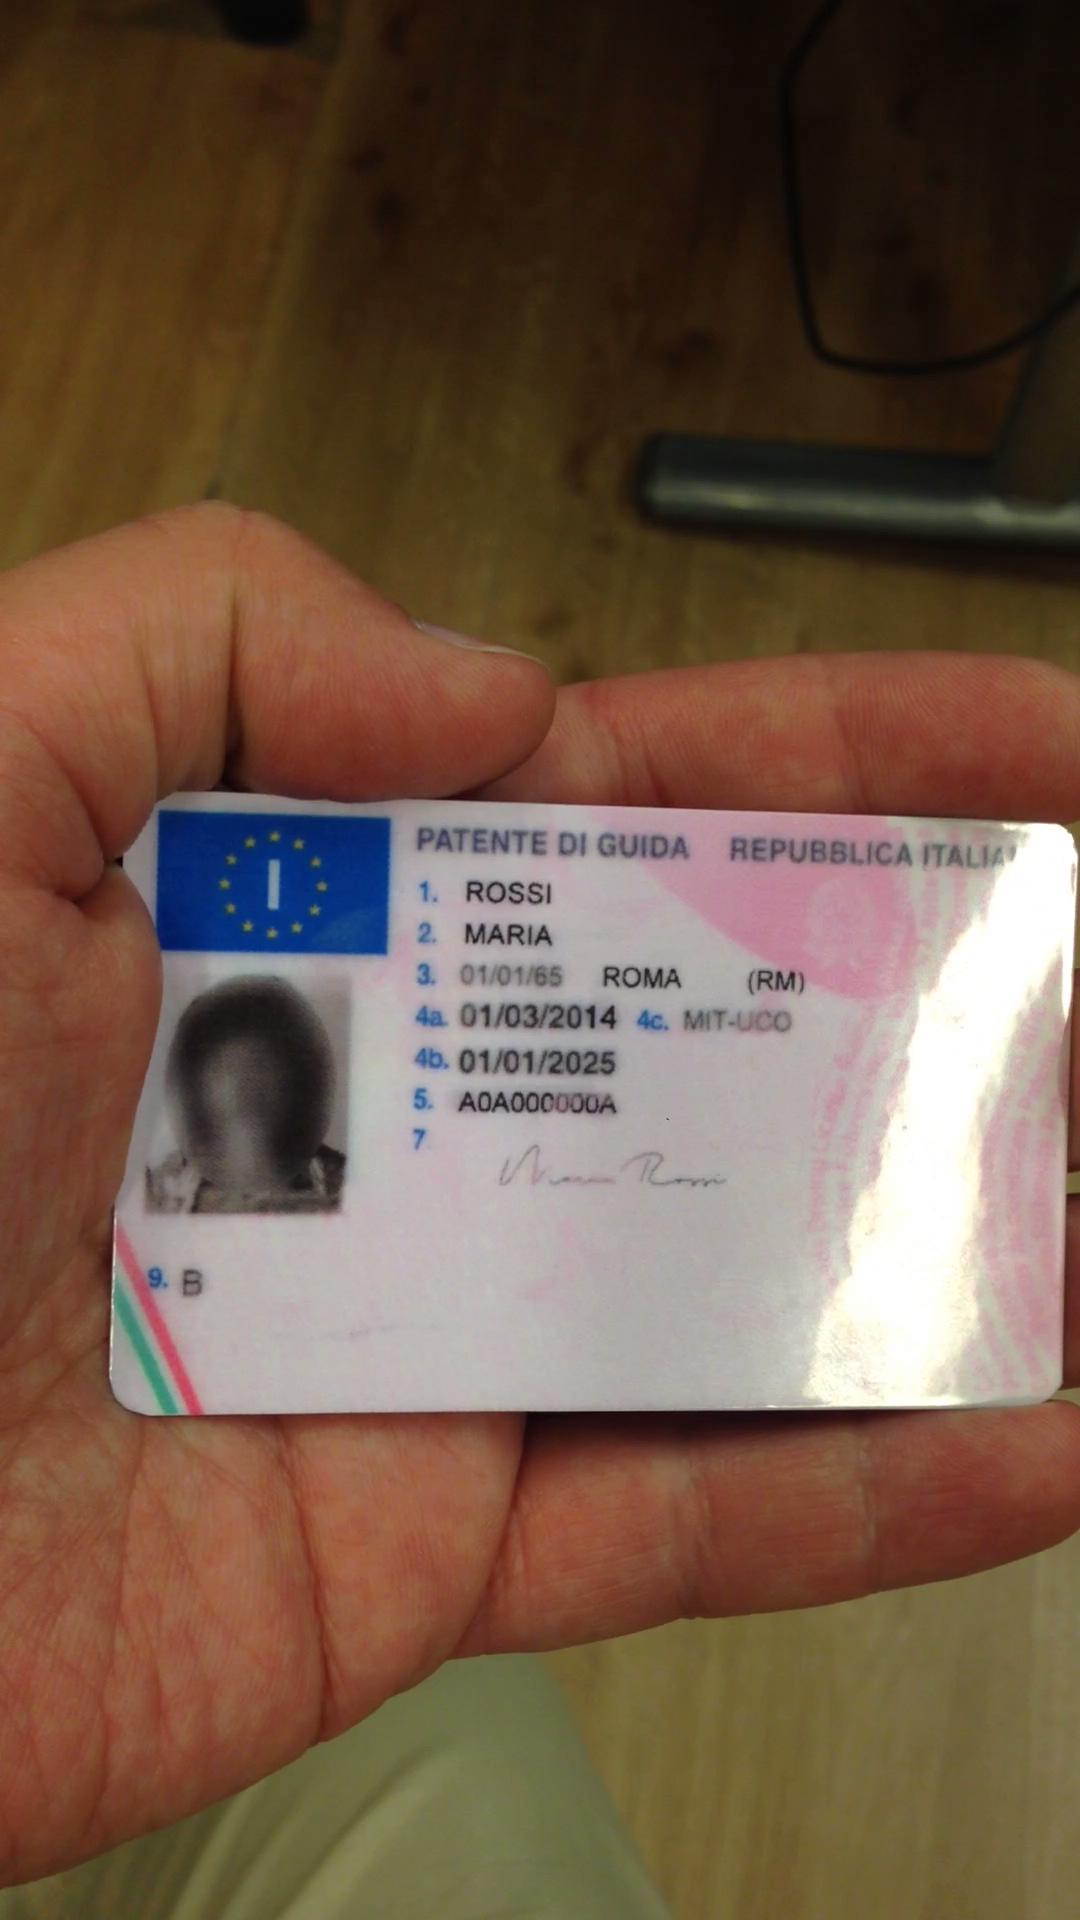 I
PATENTE DI GUIDA REPUBBLICA ITALIA
1. ROSSI
2. MARIA
3. 01/01/65 ROMA (RM)
4a. 01/03/2014 4c. MIT-UCO
4b. 01/01/2025
5. A0A000000A
7 Maria Rossi
9. B